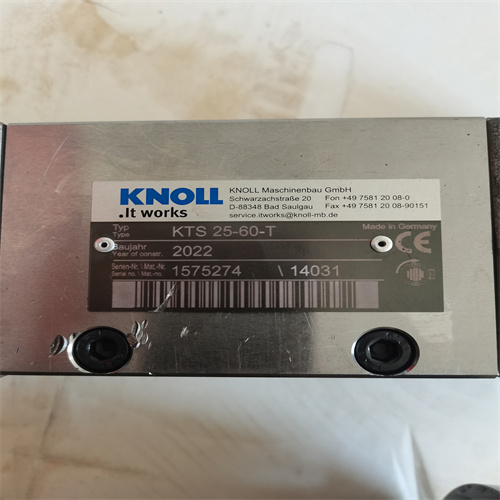 KNOLL
.It works
KNOLL Maschinenbau GmbH
Schwarzachstraße 20 Fon +49 7581 20 08-0
D-88348 Bad Saulgau Fax +49 7581 20 08-90151
service.itworks@knoll-mb.de
Typ
Type KTS 25-60-T Made in Germany
Baujahr
Year of constr. 2022 CE
Serien-Nr. \ Mat.-Nr.
Serial no. \ Mat.-no. 1575274 \ 14031